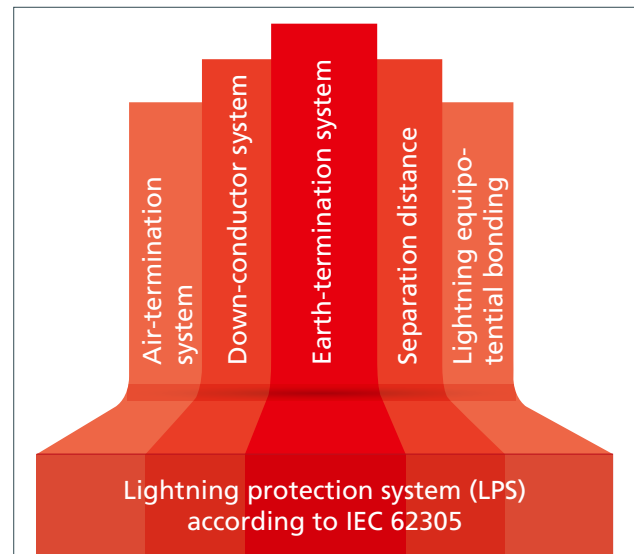 Air-termination
system
Down-conductor system
Earth-termination system
Separation distance
Lightning equipo-
tential bonding
Lightning protection system (LPS)
according to IEC 62305